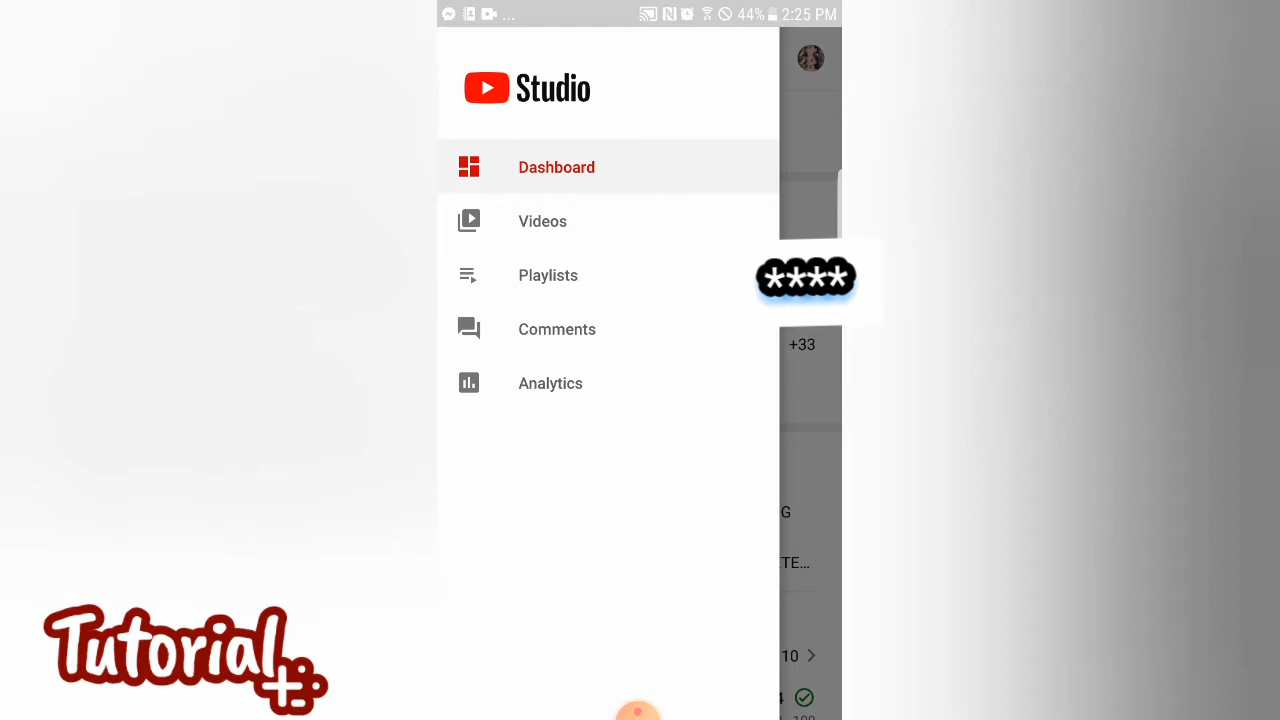 ... 44% 2:25 PM
Studio
Dashboard
Videos
Playlists
****
Comments
+33
Analytics
G
TE...
10
Tutorial